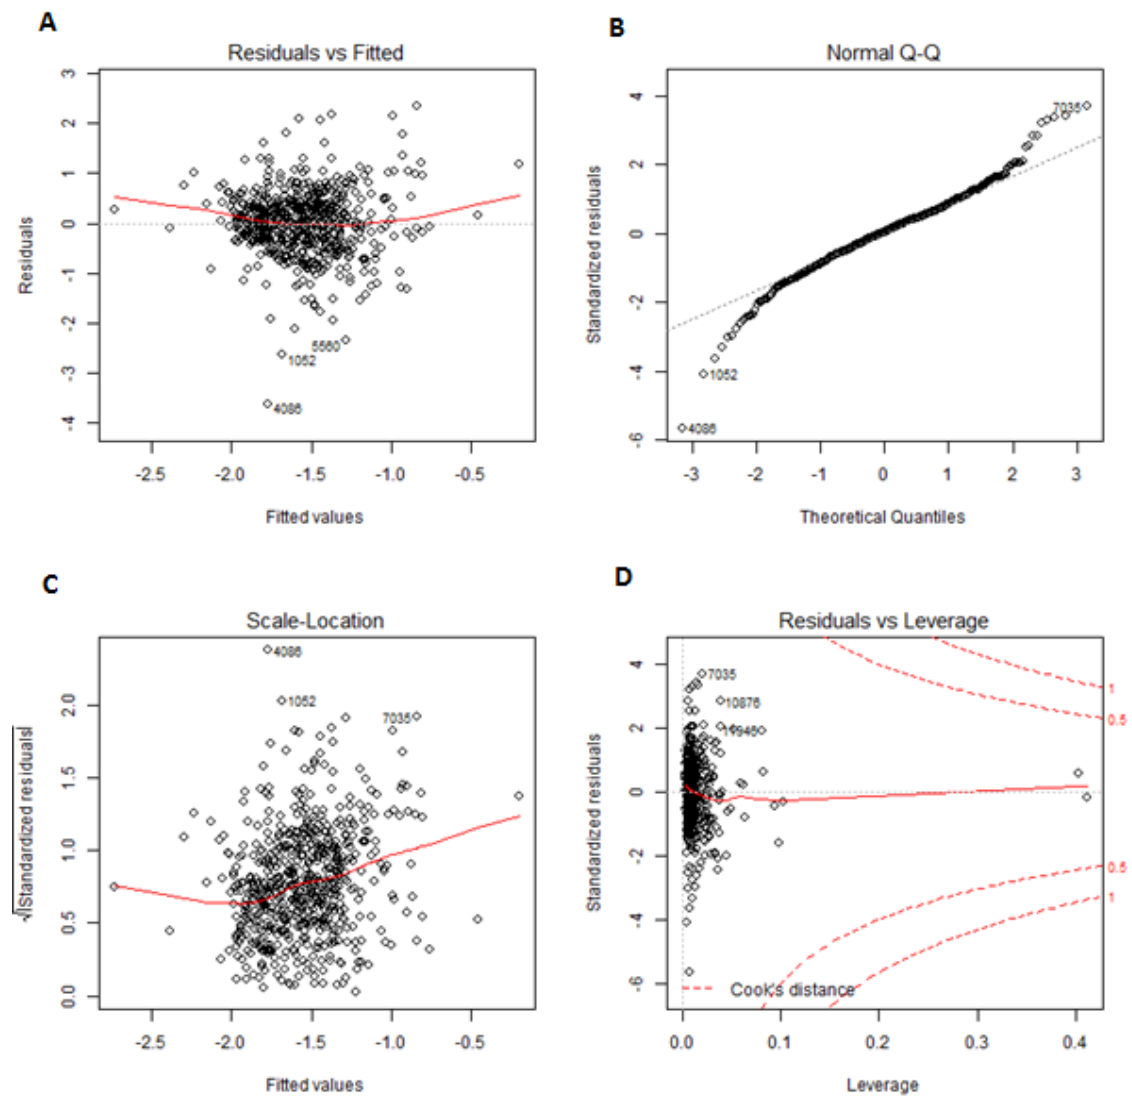 A
Residuals vs Fitted
3
2
1
0
-1
-2
-3
-4
Residuals
5560
1052
4086
-2.5 -2.0 -1.5 -1.0 -0.5
Fitted values
B
Normal Q-Q
4
2
0
-2
-4
-6
Standardized residuals
7035
1052
4086
-3 -2 -1 0 1 2 3
Theoretical Quantiles
C
Scale-Location
2.0
1.5
1.0
0.5
0.0
√|Standardized residuals|
4086
1052
7035
-2.5 -2.0 -1.5 -1.0 -0.5
Fitted values
D
Residuals vs Leverage
4
2
0
-2
-4
-6
Standardized residuals
7035
10876
1
0.5
0.5
1
Cook's distance
0.0 0.1 0.2 0.3 0.4
Leverage